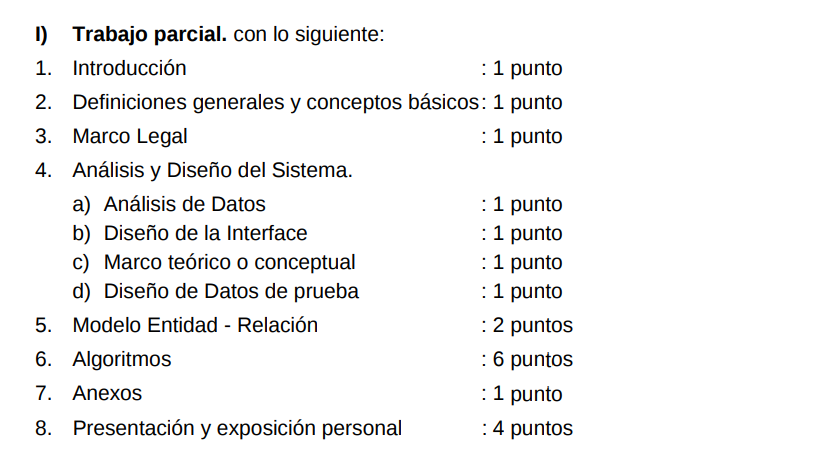 I) Trabajo parcial. con lo siguiente:
1. Introducción : 1 punto
2. Definiciones generales y conceptos básicos : 1 punto
3. Marco Legal : 1 punto
4. Análisis y Diseño del Sistema.
a) Análisis de Datos : 1 punto
b) Diseño de la Interface : 1 punto
c) Marco teórico o conceptual : 1 punto
d) Diseño de Datos de prueba : 1 punto
5. Modelo Entidad - Relación : 2 puntos
6. Algoritmos : 6 puntos
7. Anexos : 1 punto
8. Presentación y exposición personal : 4 puntos